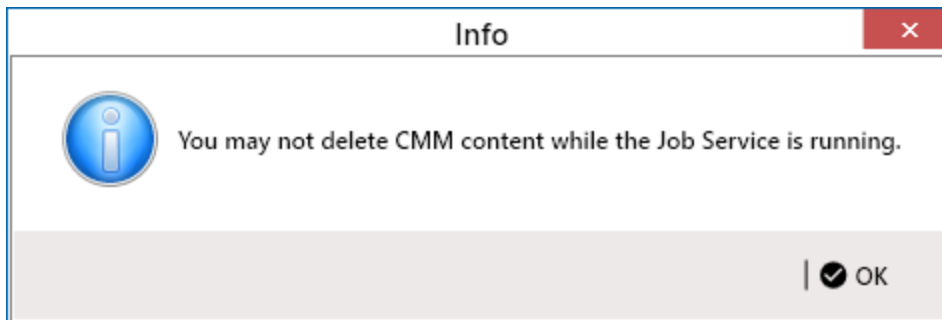 Info
You may not delete CMM content while the Job Service is running.
OK